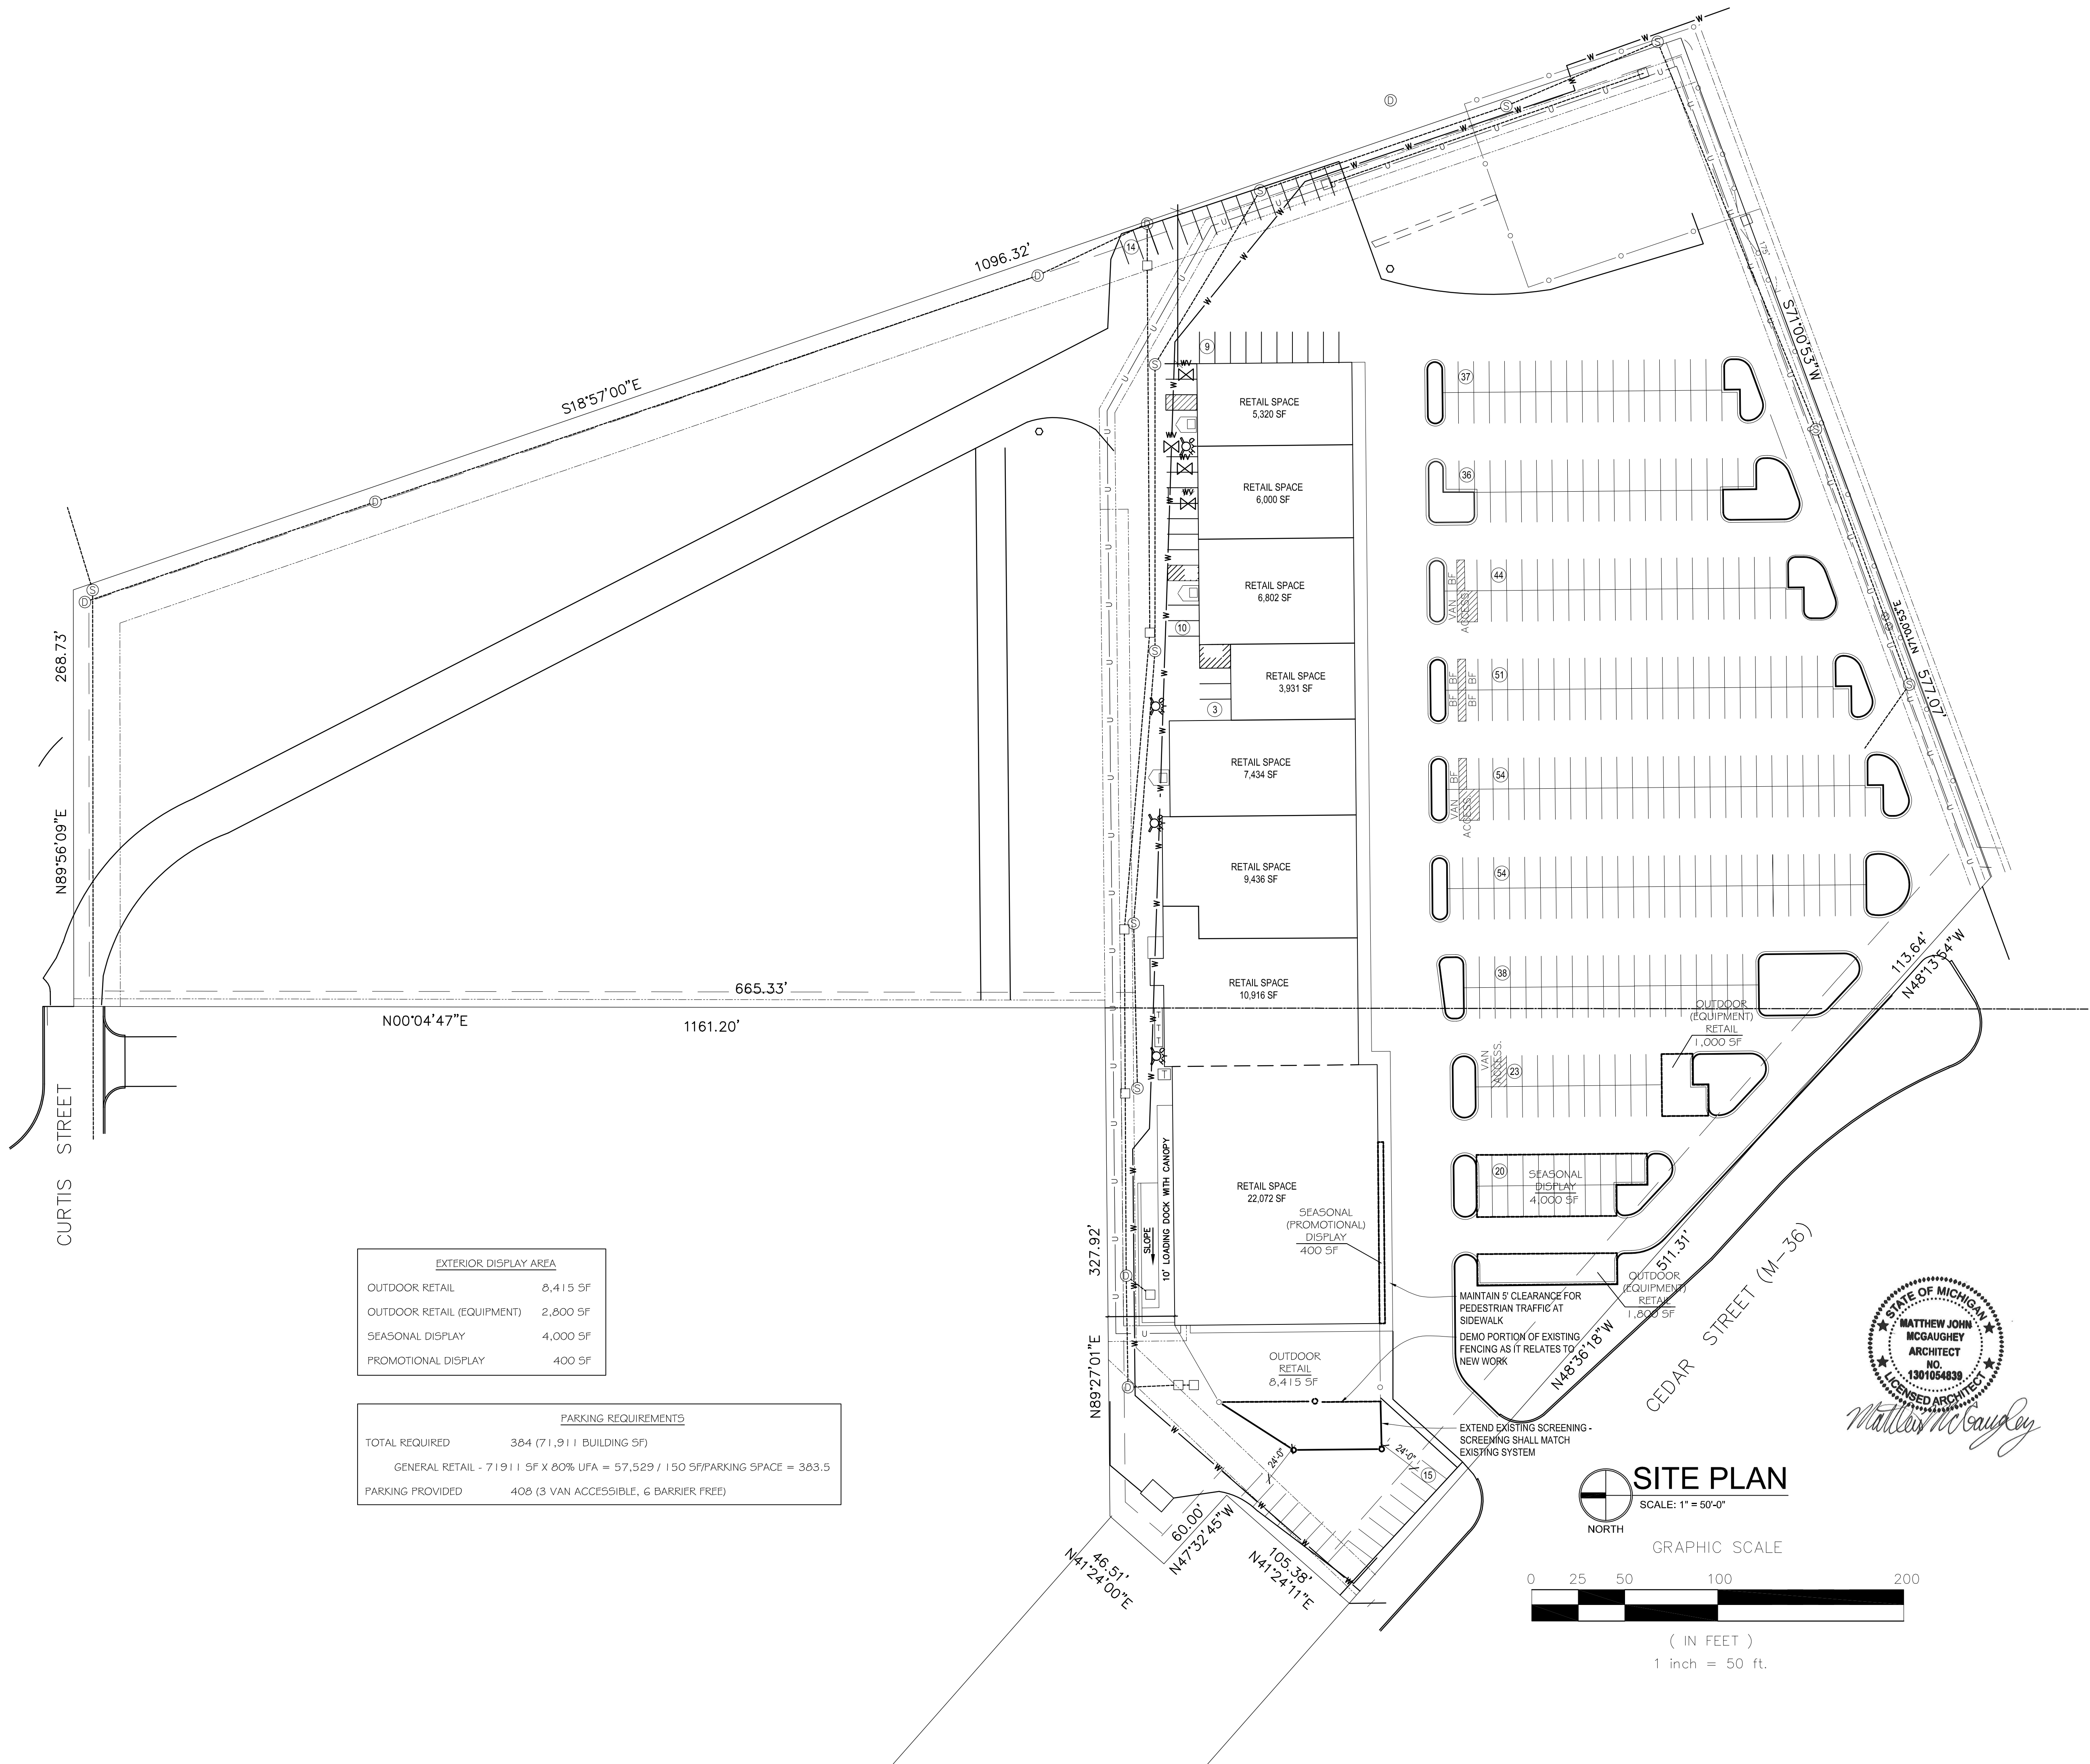 1096.32'
S18°57'00"E
268.73'
N89°56'09"E
CURTIS STREET
665.33'
N00°04'47"E
1161.20'
14
9
RETAIL SPACE
5,320 SF
RETAIL SPACE
6,000 SF
RETAIL SPACE
6,802 SF
10
RETAIL SPACE
3,931 SF
3
RETAIL SPACE
7,434 SF
RETAIL SPACE
9,436 SF
RETAIL SPACE
10,916 SF
RETAIL SPACE
22,072 SF
10' LOADING DOCK WITH CANOPY
SLOPE
SEASONAL
(PROMOTIONAL)
DISPLAY
400 SF
37
36
44
VAN BF
ACCESS.
51
BF BF
BF BF
54
VAN BF
ACCESS.
54
38
23
VAN
ACCESS.
20
175'
S71°00'53"W
N71°00'53"E
577.07'
113.64'
N48°13'54"W
OUTDOOR
(EQUIPMENT)
RETAIL
1,000 SF
SEASONAL
DISPLAY
4,000 SF
511.31'
N48°36'18"W
OUTDOOR
(EQUIPMENT)
RETAIL
1,800 SF
CEDAR STREET (M-36)
327.92'
N89°27'01"E
MAINTAIN 5' CLEARANCE FOR
PEDESTRIAN TRAFFIC AT
SIDEWALK
DEMO PORTION OF EXISTING
FENCING AS IT RELATES TO
NEW WORK
OUTDOOR
RETAIL
8,415 SF
EXTEND EXISTING SCREENING -
SCREENING SHALL MATCH
EXISTING SYSTEM
24'-0"
24'-0"
15
60.00'
N47°32'45"W
46.51'
N41°24'00"E
105.38'
N41°24'11"E
EXTERIOR DISPLAY AREA
OUTDOOR RETAIL 8,415 SF
OUTDOOR RETAIL (EQUIPMENT) 2,800 SF
SEASONAL DISPLAY 4,000 SF
PROMOTIONAL DISPLAY 400 SF
PARKING REQUIREMENTS
TOTAL REQUIRED 384 (71,911 BUILDING SF)
GENERAL RETAIL - 71911 SF X 80% UFA = 57,529 / 150 SF/PARKING SPACE = 383.5
PARKING PROVIDED 408 (3 VAN ACCESSIBLE, 6 BARRIER FREE)
STATE OF MICHIGAN
MATTHEW JOHN
MCGAUGHEY
ARCHITECT
NO.
1301054839
LICENSED ARCHITECT
Matthew McGaughey
SITE PLAN
SCALE: 1" = 50'-0"
NORTH
GRAPHIC SCALE
0 25 50 100 200
( IN FEET )
1 inch = 50 ft.